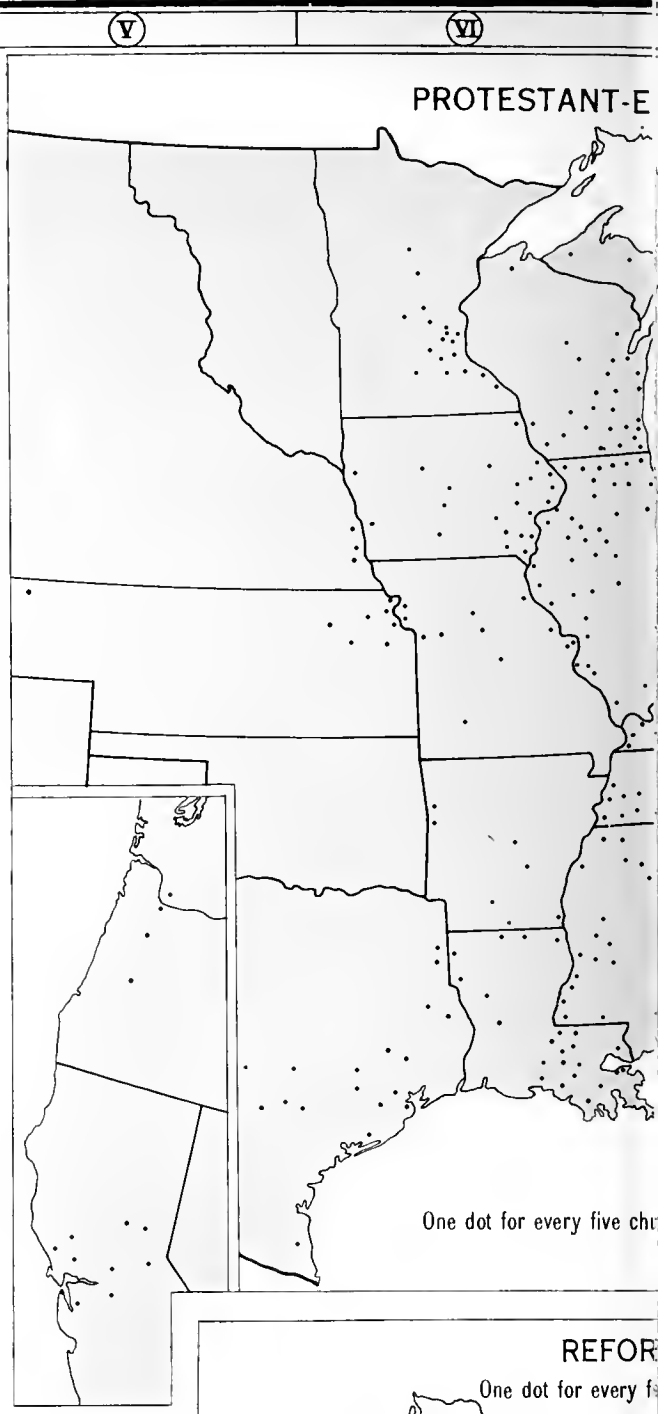 V VI
PROTESTANT-E
One dot for every five chu
REFOR
One dot for every f